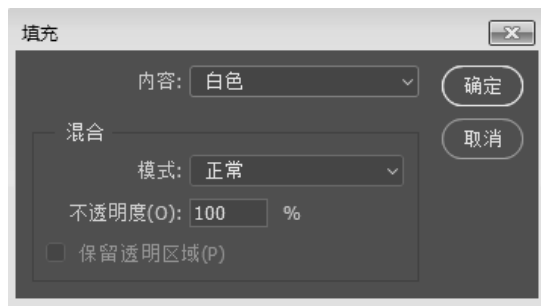 填充
内容: 白色
确定
混合
取消
模式: 正常
不透明度(O): 100 %
保留透明区域(P)